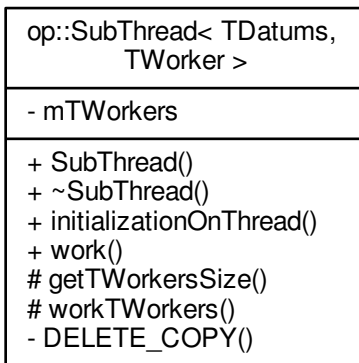 op::SubThread< TDatums,
TWorker >
- mTWorkers
+ SubThread()
+ ~SubThread()
+ initializationOnThread()
+ work()
# getTWorkersSize()
# workTWorkers()
- DELETE_COPY()